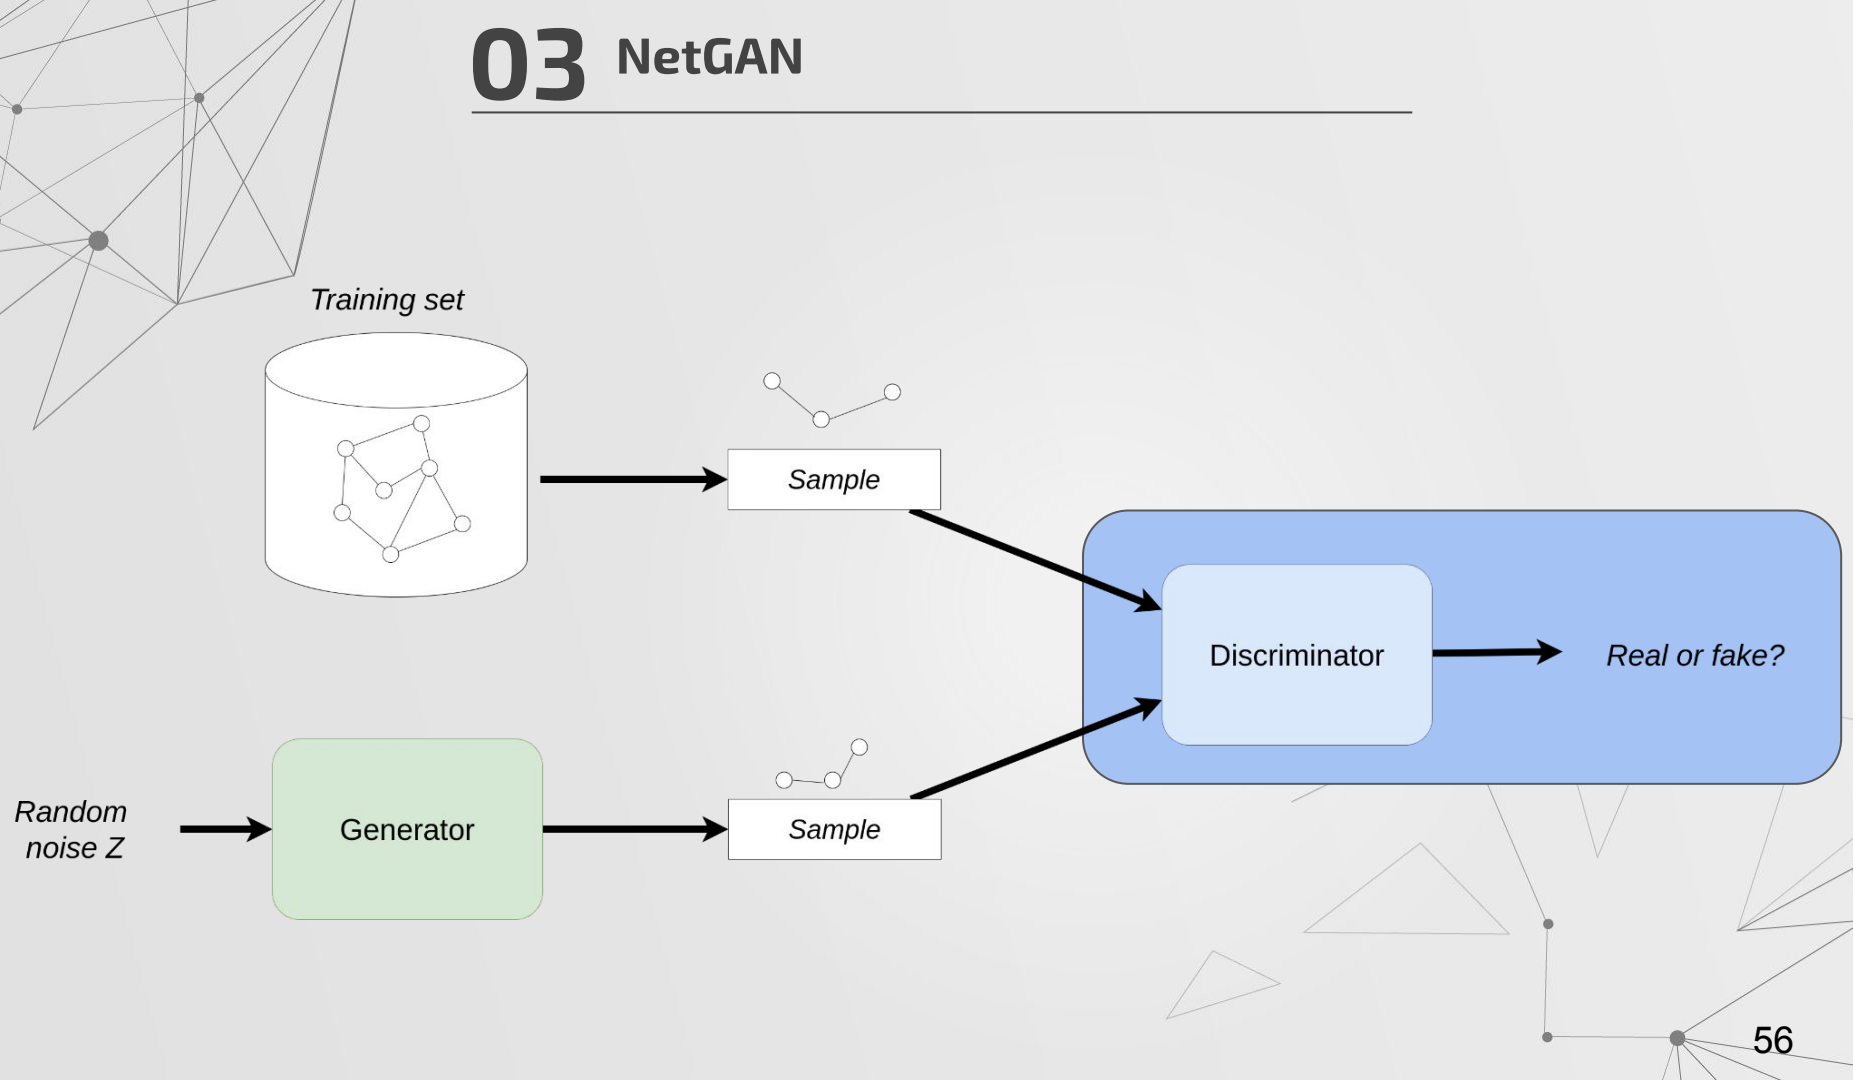 03 NetGAN
Training set
Sample
Discriminator
Real or fake?
Random
noise Z
Generator
Sample
56